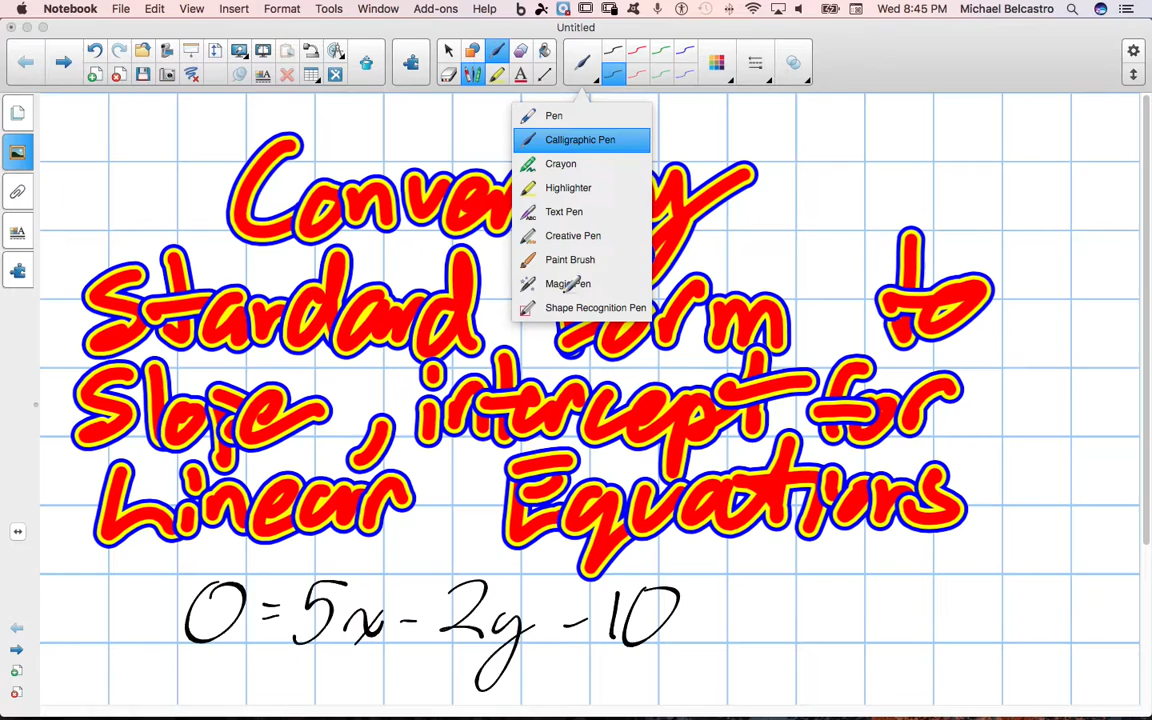 Notebook File Edit View Insert Format Tools Window Add-ons Help Wed 8:45 PM Michael Belcastro
Untitled
Pen
Calligraphic Pen
Crayon
Highlighter
Text Pen
Creative Pen
Paint Brush
Magic Pen
Shape Recognition Pen
Standard Form to
Slope, intercept for
Linear Equations
0 = 5x - 2y - 10